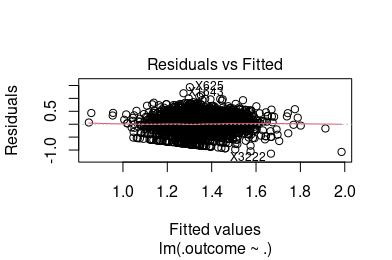 Residuals vs Fitted
Residuals
0.5
-1.0
X625
X3222
1.0
1.2
1.4
1.6
1.8
2.0
Fitted values
lm(.outcome ~ .)